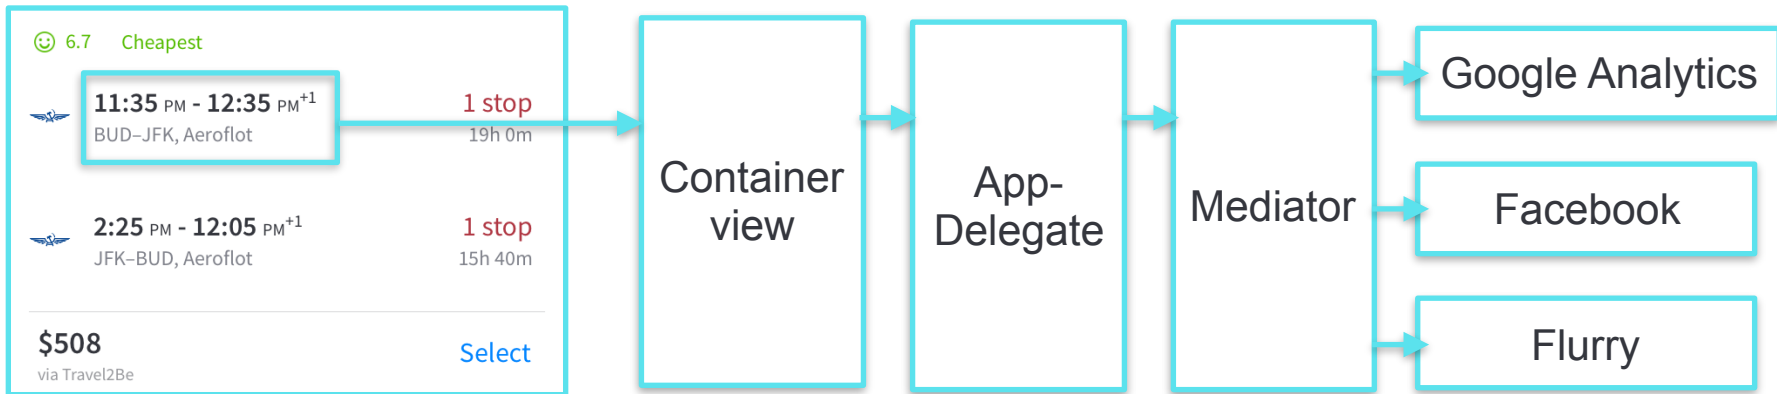 6.7 Cheapest
11:35 PM - 12:35 PM+1
1 stop
BUD–JFK, Aeroflot
19h 0m
2:25 PM - 12:05 PM+1
1 stop
JFK–BUD, Aeroflot
15h 40m
$508
via Travel2Be
Select
Container
view
App-
Delegate
Mediator
Google Analytics
Facebook
Flurry